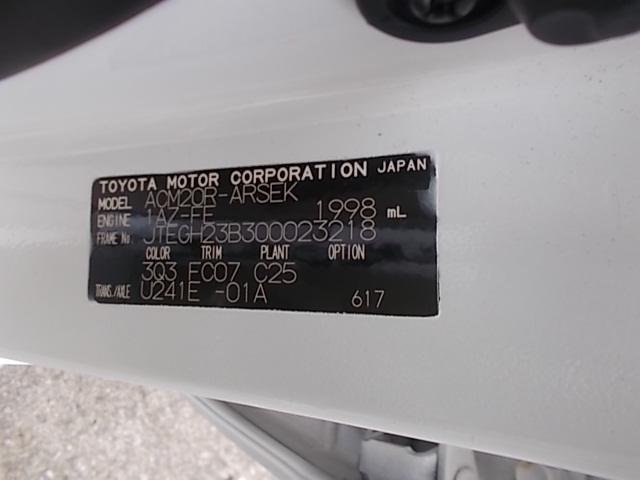 TOYOTA MOTOR CORPORATION JAPAN
MODEL ACM20R-ARSEK
ENGINE 1AZ-FE 1998 mL
FRAME No. JTEGH23B300023218
COLOR TRIM PLANT OPTION
3Q3 EC07 C25
TRANS./AXLE U241E -01A 617